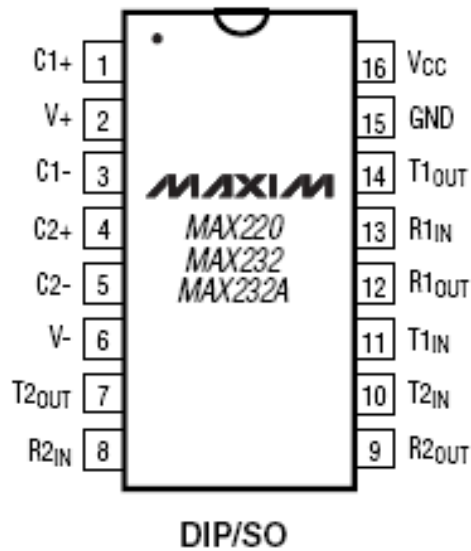 C1+ 1
V+ 2
C1- 3
C2+ 4
C2- 5
V- 6
T2OUT 7
R2IN 8
MAXIM
MAX220
MAX232
MAX232A
16 VCC
15 GND
14 T1OUT
13 R1IN
12 R1OUT
11 T1IN
10 T2IN
9 R2OUT
DIP/SO